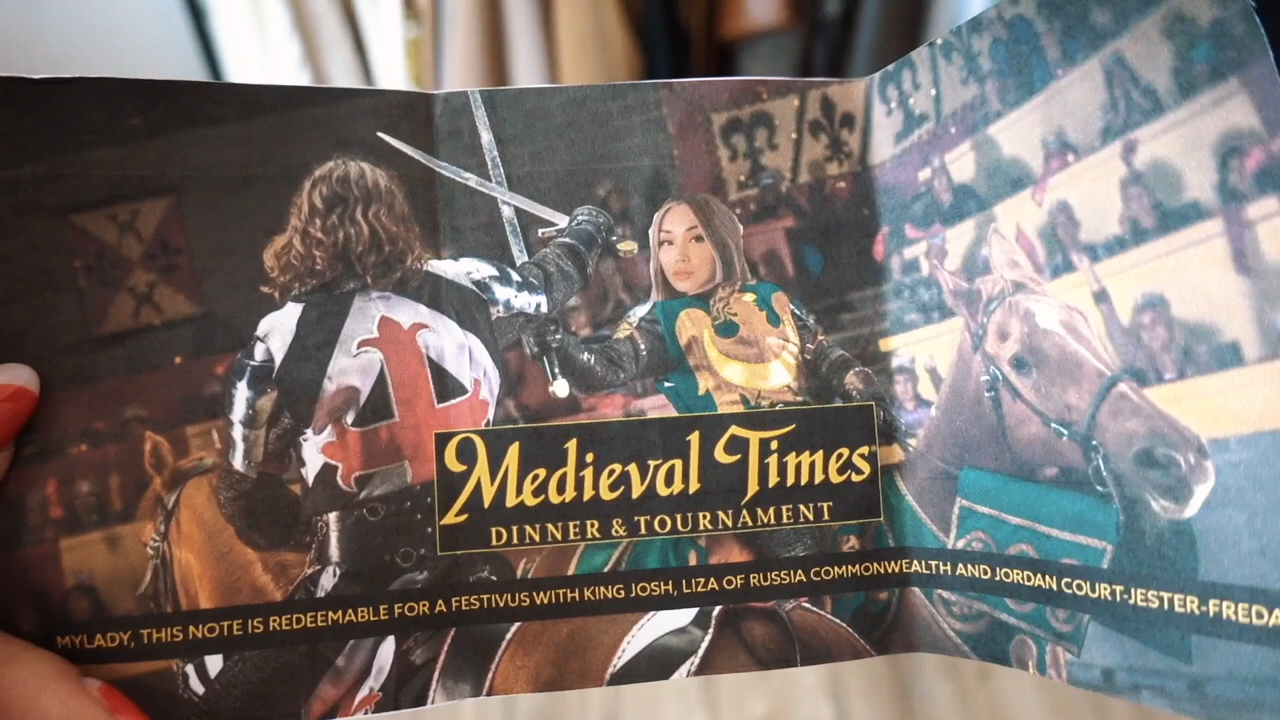 Medieval Times
DINNER & TOURNAMENT
MYLADY, THIS NOTE IS REDEEMABLE FOR A FESTIVUS WITH KING JOSH, LIZA OF RUSSIA COMMONWEALTH AND JORDAN COURT-JESTER-FREDA